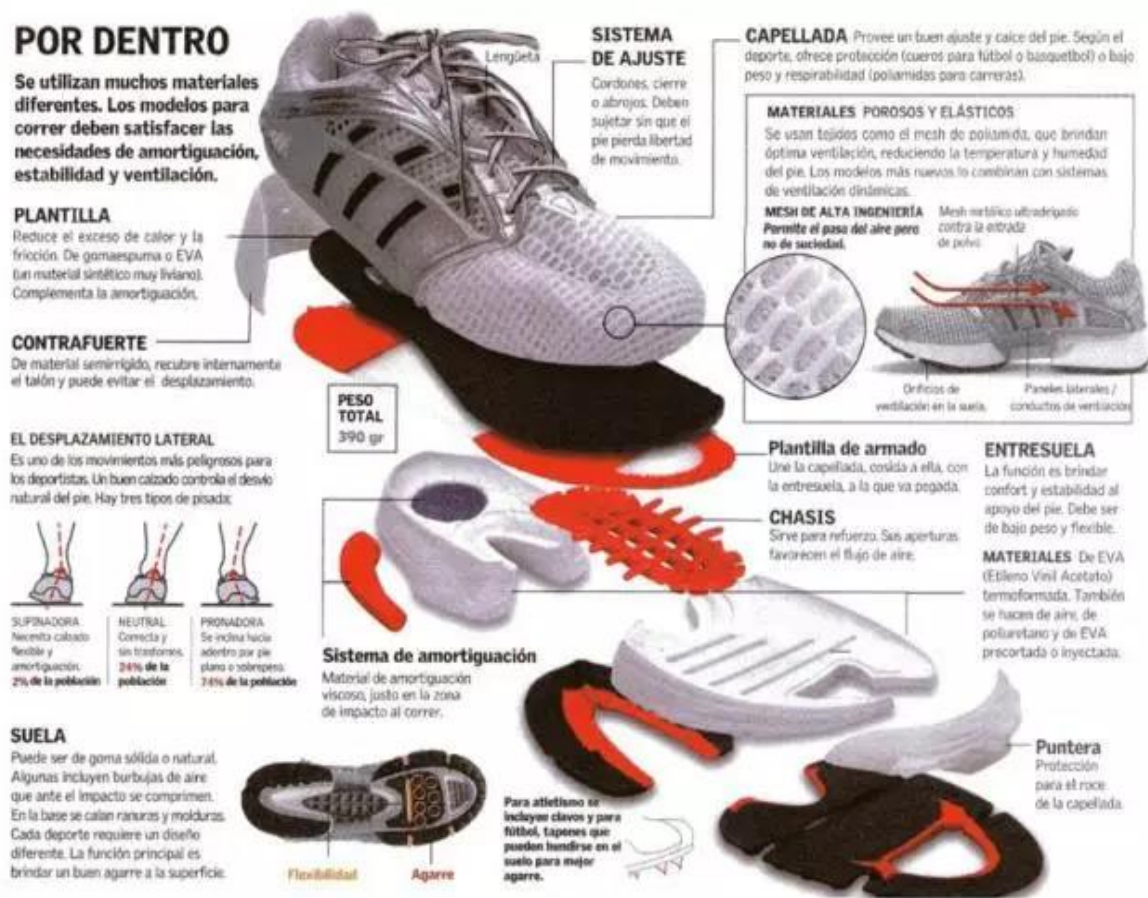 POR DENTRO
Se utilizan muchos materiales
diferentes. Los modelos para
correr deben satisfacer las
necesidades de amortiguación,
estabilidad y ventilación.
PLANTILLA
Reduce el exceso de calor y la
fricción. De gomaespuma o EVA
(un material sintético muy liviano).
Complementa la amortiguación.
CONTRAFUERTE
De material semirrígido, recubre internamente
el talón y puede evitar el desplazamiento.
Lengüeta
SISTEMA
DE AJUSTE
Cordones, cierre
o abrojos. Deben
sujetar sin que el
pie pierda libertad
de movimiento.
CAPELLADA Provee un buen ajuste y calce del pie. Según el
deporte, ofrece protección (cueros para fútbol o basquetbol) o bajo
peso y respirabilidad (poliamidas para carreras).
MATERIALES POROSOS Y ELÁSTICOS
Se usan tejidos como el mesh de poliamida, que brindan
óptima ventilación, reduciendo la temperatura y humedad
del pie. Los modelos más nuevos lo combinan con sistemas
de ventilación dinámicas.
MESH DE ALTA INGENIERÍA
Permite el paso del aire pero
no de suciedad.
Mesh metálico ultradelgado
contra la entrada
de polvo.
Orificios de
ventilación en la suela.
Paneles laterales /
conductos de ventilación
PESO
TOTAL
390 gr
EL DESPLAZAMIENTO LATERAL
Es uno de los movimientos más peligrosos para
los deportistas. Un buen calzado controla el desvío
natural del pie. Hay tres tipos de pisada:
SUPINADORA
Necesita calzado
flexible y
amortiguación.
2% de la población
NEUTRAL
Correcta y
sin trastornos.
24% de la
población
PRONADORA
Se inclina hacia
adentro por pie
plano o sobrepeso.
74% de la población
Plantilla de armado
Une la capellada, cosida a ella, con
la entresuela, a la que va pegada.
CHASIS
Sirve para refuerzo. Sus aperturas
favorecen el flujo de aire.
ENTRESUELA
La función es brindar
confort y estabilidad al
apoyo del pie. Debe ser
de bajo peso y flexible.
MATERIALES De EVA
(Etileno Vinil Acetato)
termoformada. También
se hacen de aire, de
poliuretano y de EVA
precortada o inyectada.
Sistema de amortiguación
Material de amortiguación
viscoso, justo en la zona
de impacto al correr.
SUELA
Puede ser de goma sólida o natural.
Algunas incluyen burbujas de aire
que ante el impacto se comprimen.
En la base se calan ranuras y molduras.
Cada deporte requiere un diseño
diferente. La función principal es
brindar un buen agarre a la superficie.
Flexibilidad
Agarre
Para atletismo se
incluyen clavos y para
fútbol, tapones que
pueden hundirse en el
suelo para mejor
agarre.
Puntera
Protección
para el roce
de la capellada.